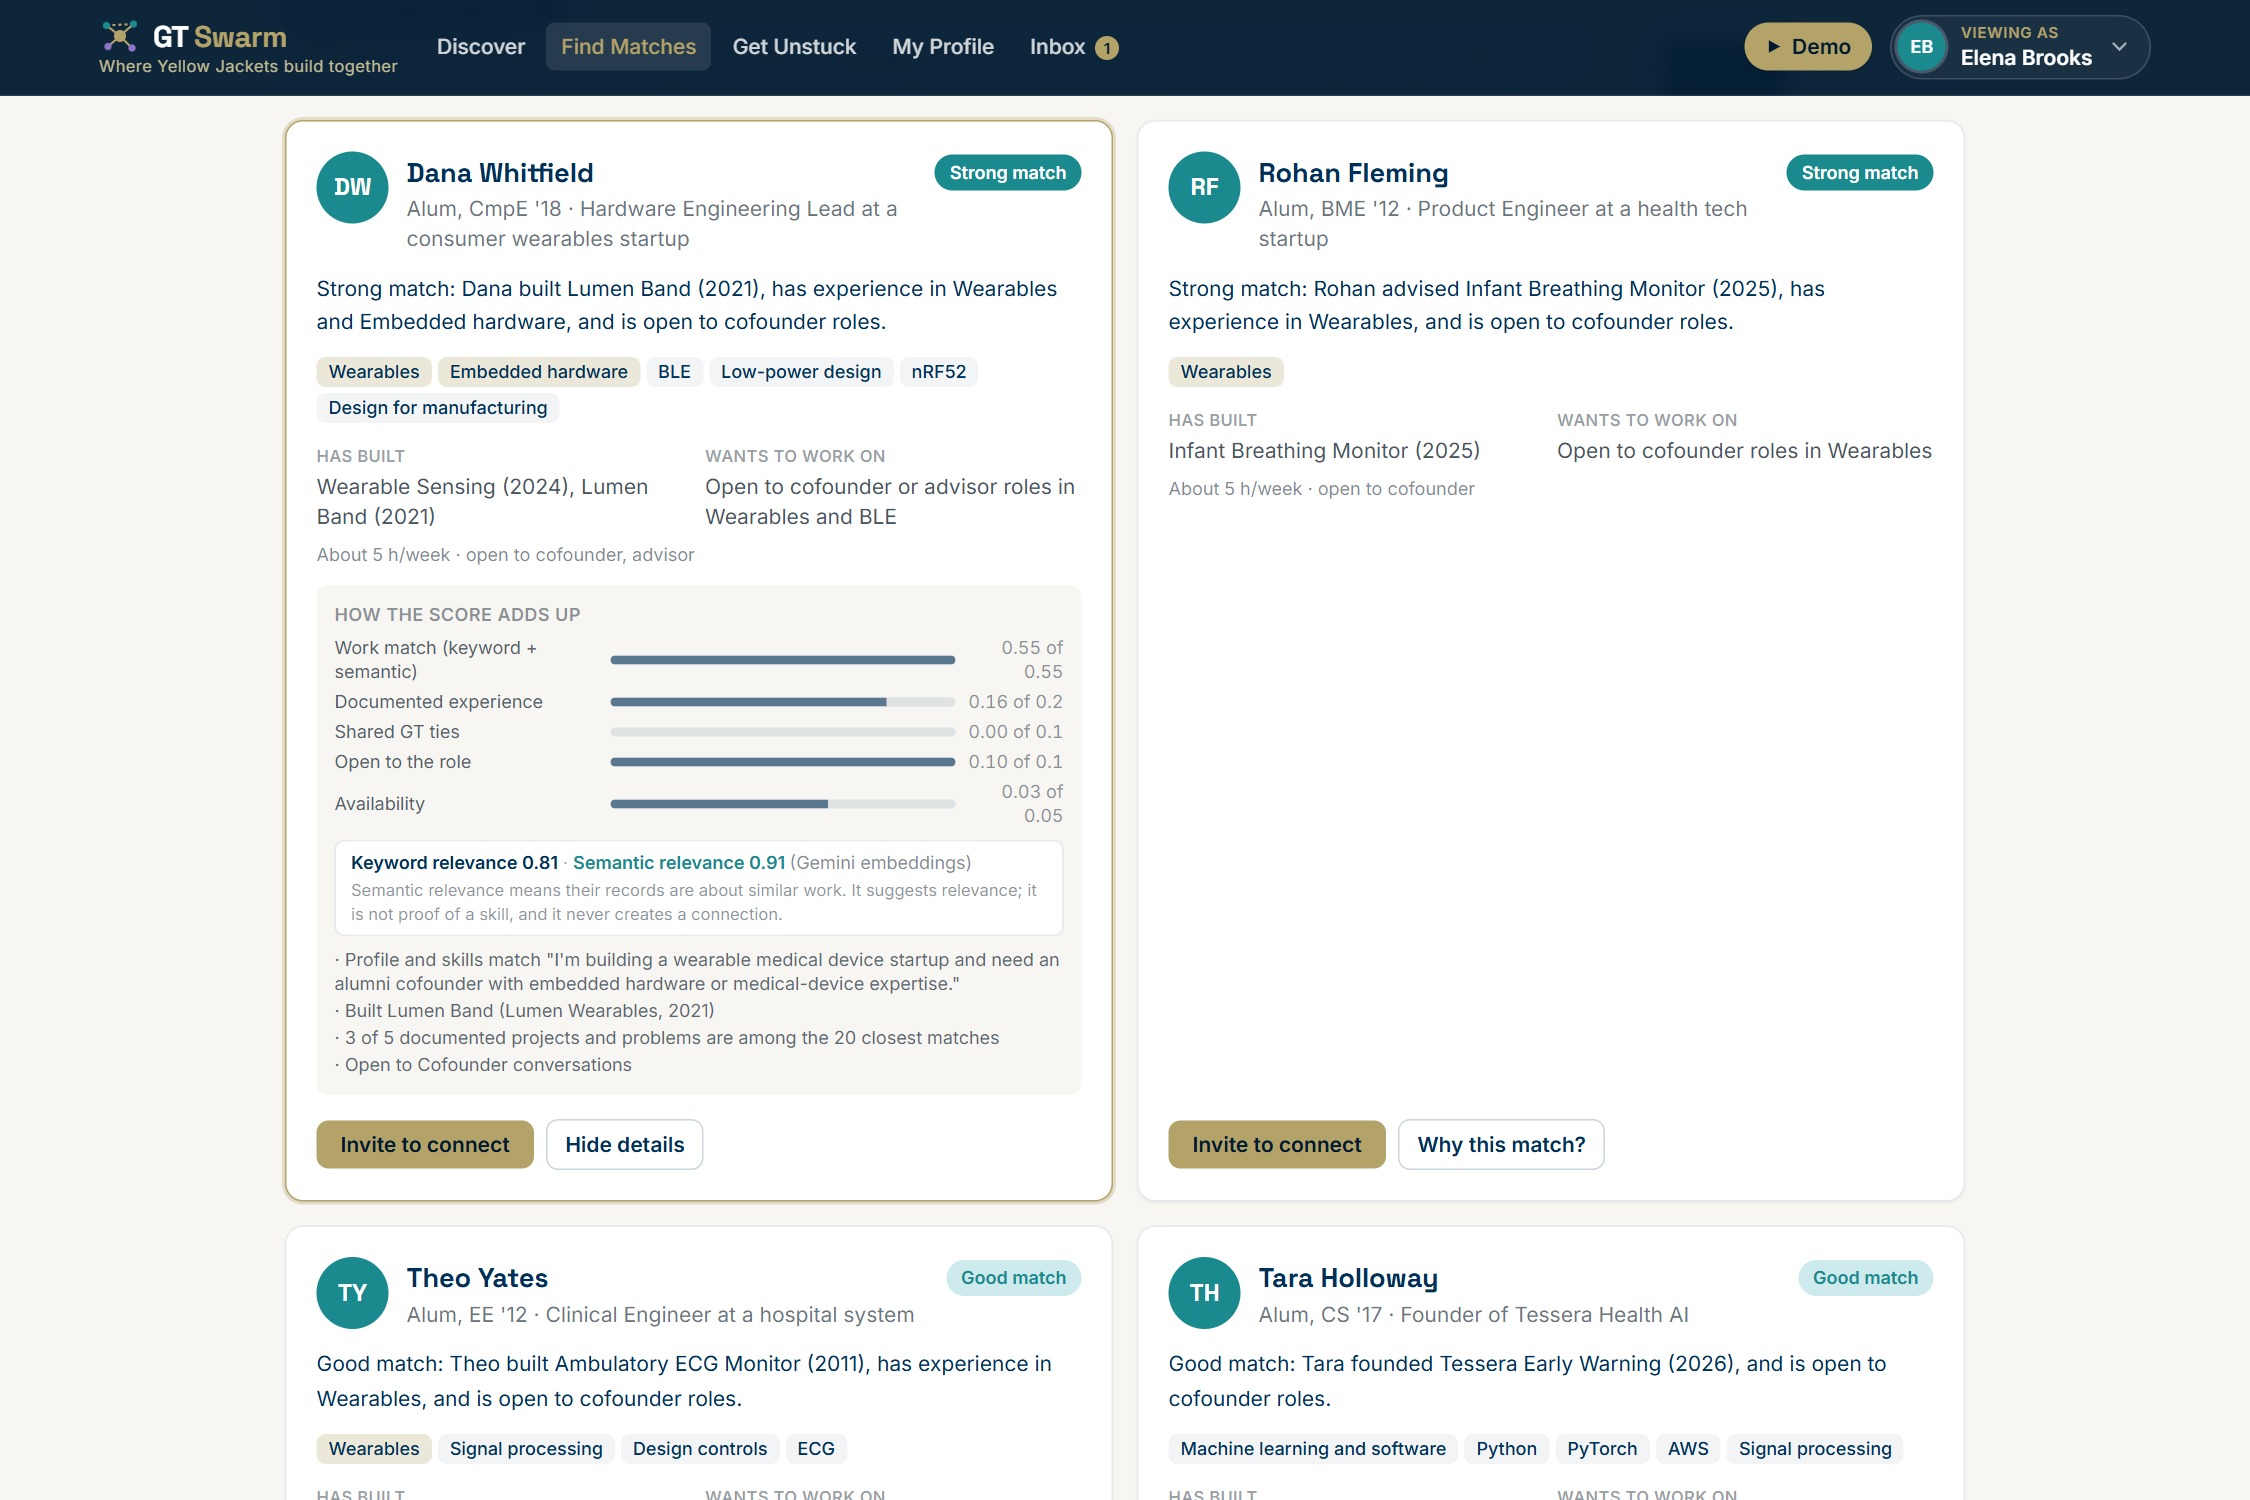 GT Swarm
Where Yellow Jackets build together
Discover
Find Matches
Get Unstuck
My Profile
Inbox 1
Demo
EB
VIEWING AS
Elena Brooks
DW
Dana Whitfield
Strong match
Alum, CmpE '18 · Hardware Engineering Lead at a
consumer wearables startup
Strong match: Dana built Lumen Band (2021), has experience in Wearables
and Embedded hardware, and is open to cofounder roles.
Wearables
Embedded hardware
BLE
Low-power design
nRF52
Design for manufacturing
HAS BUILT
Wearable Sensing (2024), Lumen
Band (2021)
WANTS TO WORK ON
Open to cofounder or advisor roles in
Wearables and BLE
About 5 h/week · open to cofounder, advisor
HOW THE SCORE ADDS UP
Work match (keyword +
semantic)
0.55 of
0.55
Documented experience
0.16 of 0.2
Shared GT ties
0.00 of 0.1
Open to the role
0.10 of 0.1
Availability
0.03 of
0.05
Keyword relevance 0.81 · Semantic relevance 0.91 (Gemini embeddings)
Semantic relevance means their records are about similar work. It suggests relevance; it
is not proof of a skill, and it never creates a connection.
· Profile and skills match "I'm building a wearable medical device startup and need an
alumni cofounder with embedded hardware or medical-device expertise."
· Built Lumen Band (Lumen Wearables, 2021)
· 3 of 5 documented projects and problems are among the 20 closest matches
· Open to Cofounder conversations
Invite to connect
Hide details
RF
Rohan Fleming
Strong match
Alum, BME '12 · Product Engineer at a health tech
startup
Strong match: Rohan advised Infant Breathing Monitor (2025), has
experience in Wearables, and is open to cofounder roles.
Wearables
HAS BUILT
Infant Breathing Monitor (2025)
WANTS TO WORK ON
Open to cofounder roles in Wearables
About 5 h/week · open to cofounder
Invite to connect
Why this match?
TY
Theo Yates
Good match
Alum, EE '12 · Clinical Engineer at a hospital system
Good match: Theo built Ambulatory ECG Monitor (2011), has experience in
Wearables, and is open to cofounder roles.
Wearables
Signal processing
Design controls
ECG
HAS BUILT
WANTS TO WORK ON
TH
Tara Holloway
Good match
Alum, CS '17 · Founder of Tessera Health AI
Good match: Tara founded Tessera Early Warning (2026), and is open to
cofounder roles.
Machine learning and software
Python
PyTorch
AWS
Signal processing
HAS BUILT
WANTS TO WORK ON